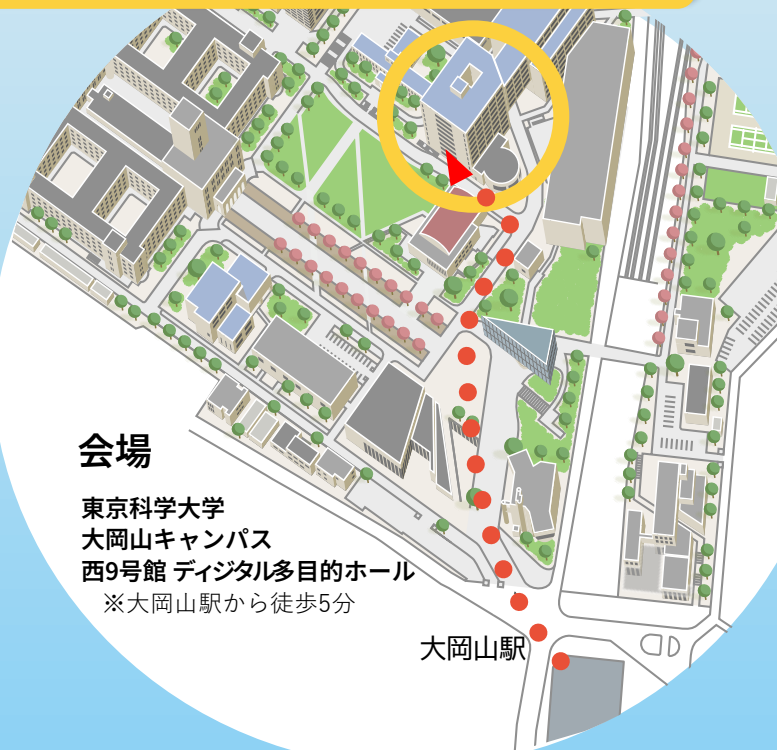 会場
東京科学大学
大岡山キャンパス
西9号館 ディジタル多目的ホール
※大岡山駅から徒歩5分
大岡山駅